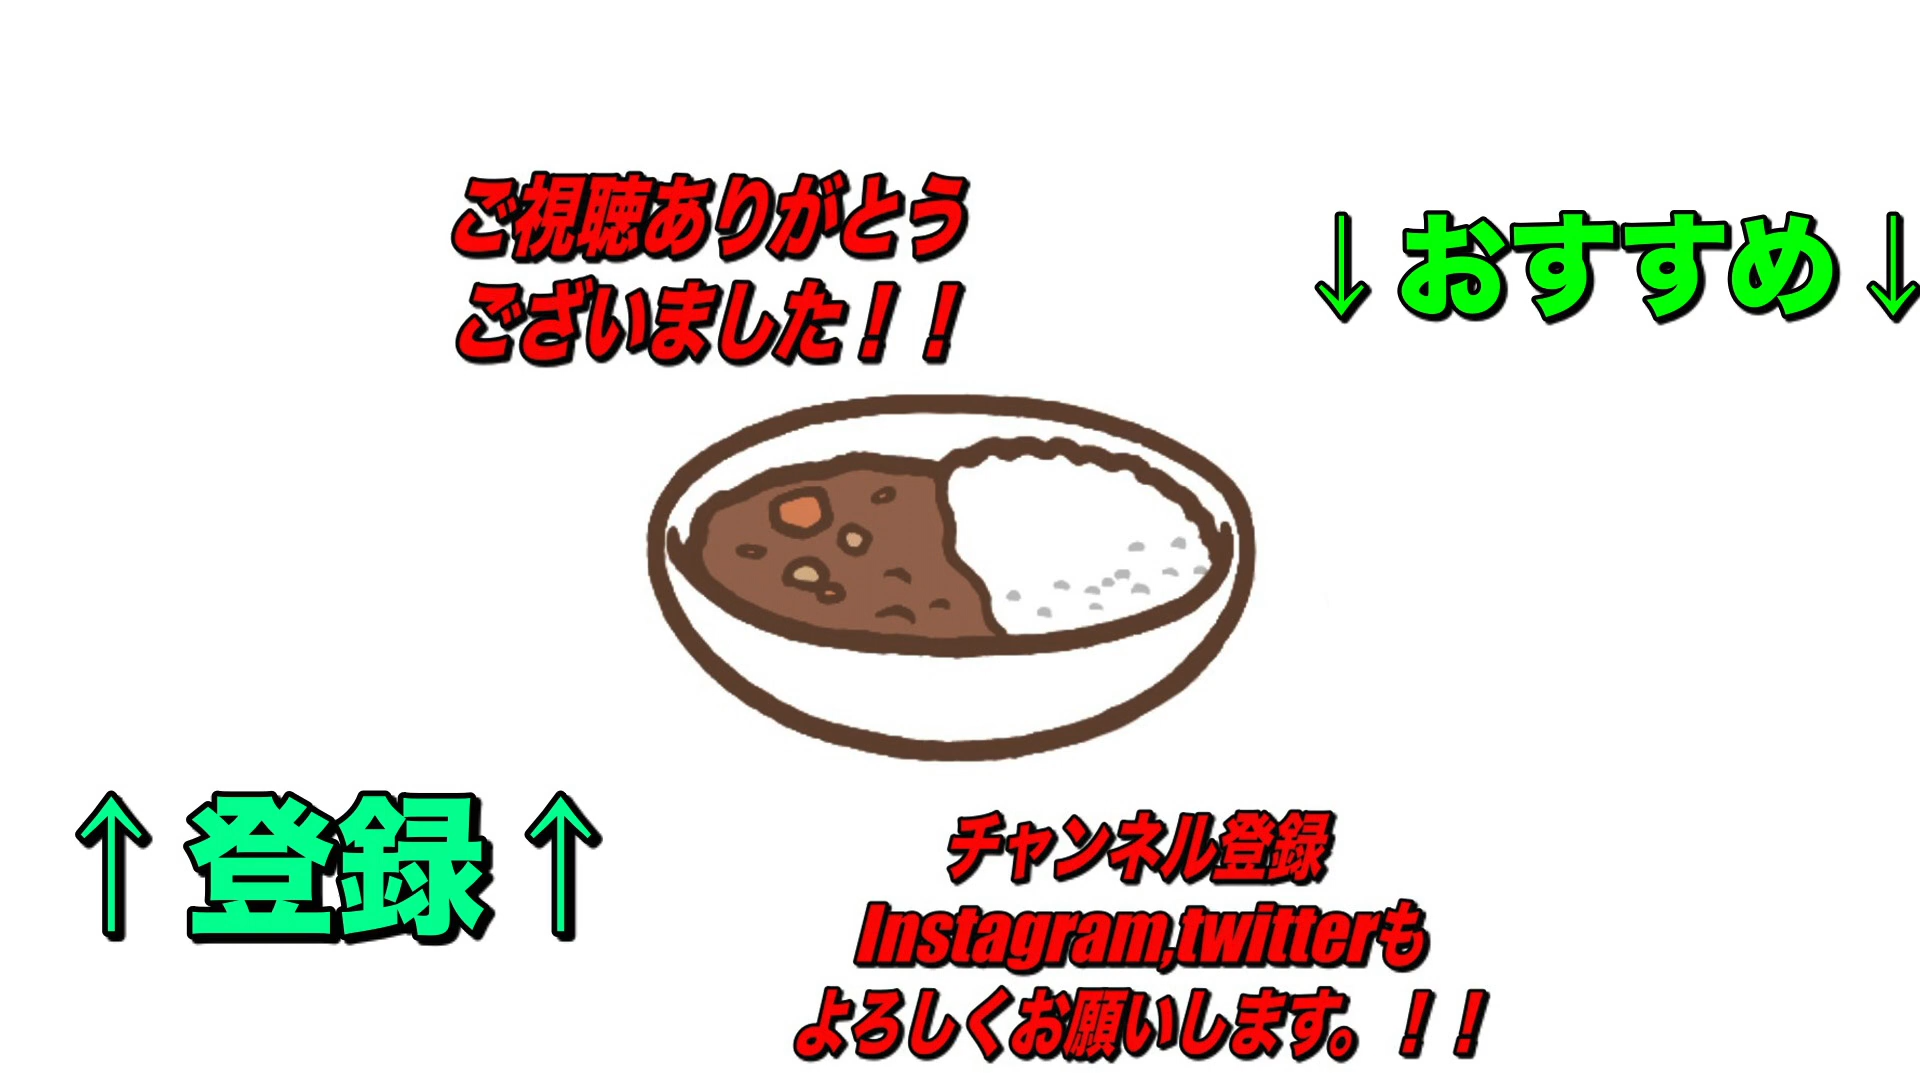 ご視聴ありがとう
ございました！！
↓おすすめ↓
↑登録↑
チャンネル登録
Instagram,twitterも
よろしくお願いします。！！